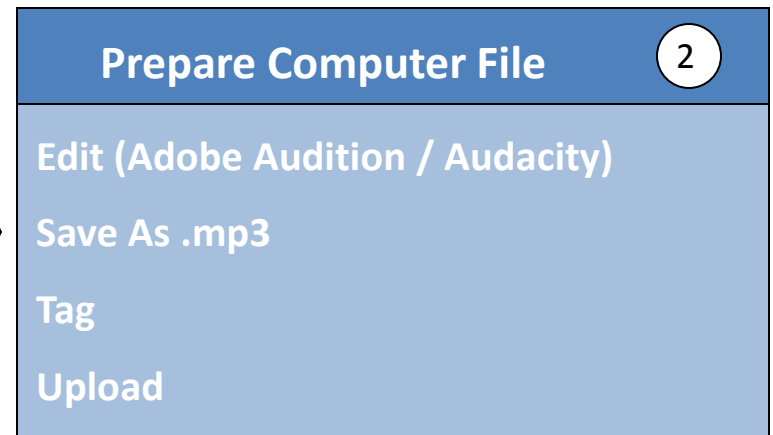 Prepare Computer File
2
Edit (Adobe Audition / Audacity)
Save As .mp3
Tag
Upload